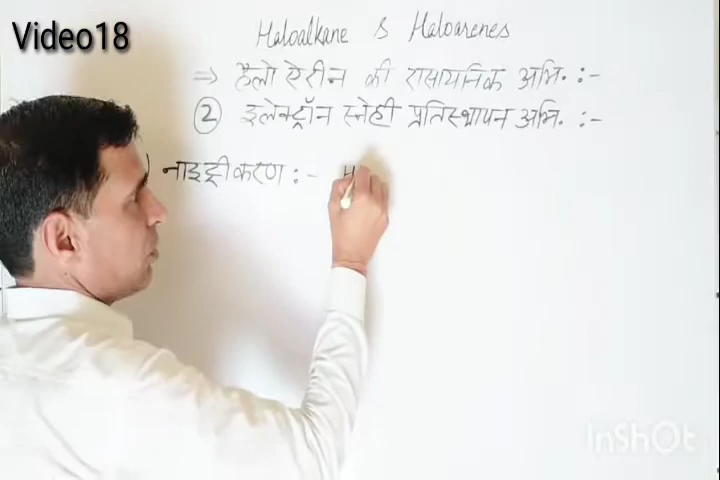 Video18
Haloalkane & Haloarenes
⇒ हैलो ऐरीन की रासायनिक अभि. :-
② इलेक्ट्रॉन स्नेही प्रतिस्थापन अभि. :-
) नाइट्रीकरण :-
InShOt